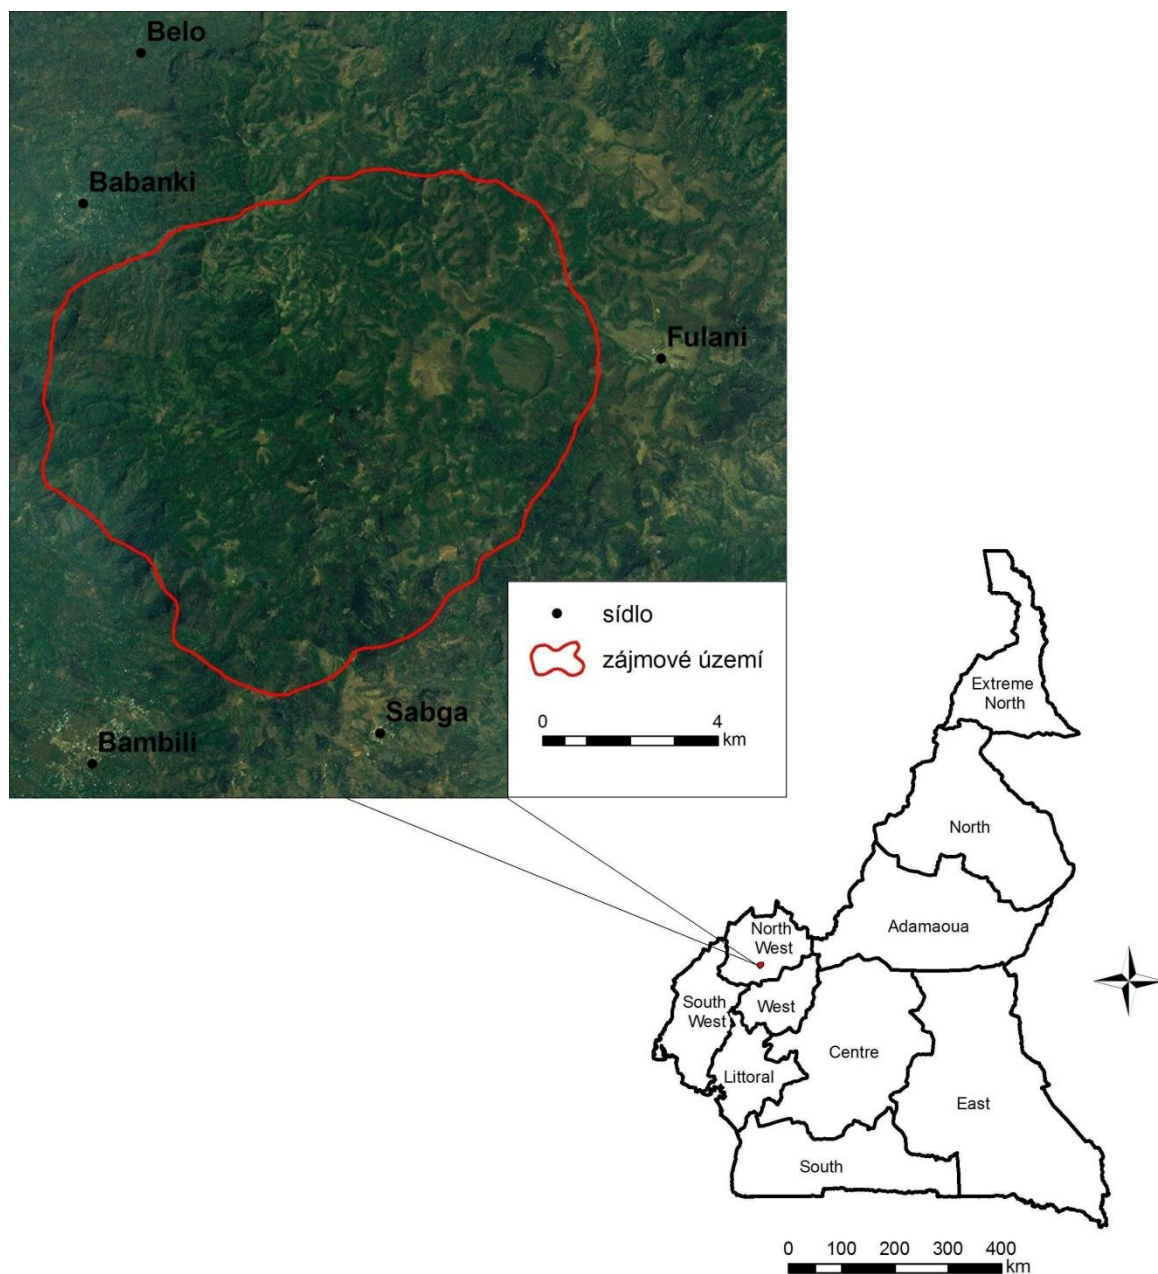 Belo
Babanki
Fulani
Sabga
Bambili
sídlo
zájmové území
0 4
km
Extreme
North
North
Adamaoua
North
West
South
West
West
Centre
Littoral
East
South
0 100 200 300 400
km